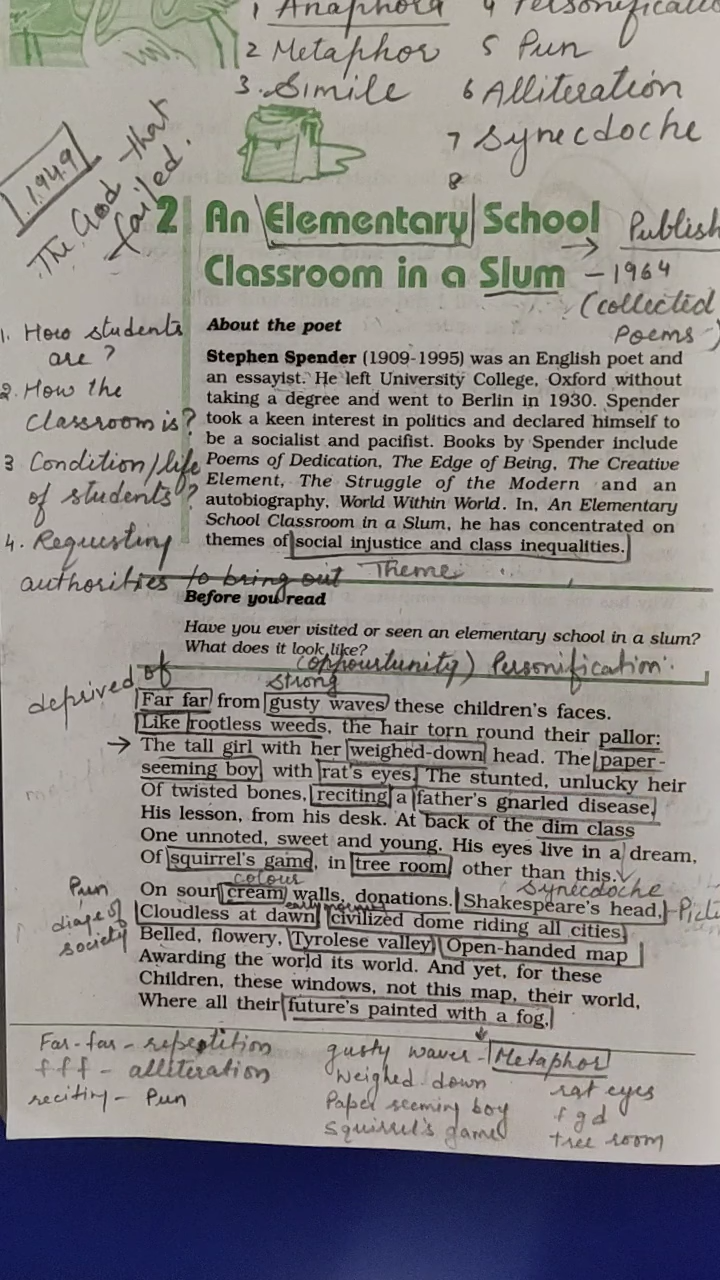 1 Anaphora 4 Personificatio
2 Metaphor 5 Pun
3. Simile 6 Alliteration
7 Synecdoche
8
1949
The God that
failed.
2 An Elementary School
Classroom in a Slum
→ Publish
– 1964
(collected
Poems)
1. How students
are ?
2. How the
Classroom is?
3 Condition/life
of students?
4. Requesting
authorities to bring out Theme
About the poet
Stephen Spender (1909-1995) was an English poet and
an essayist. He left University College, Oxford without
taking a degree and went to Berlin in 1930. Spender
took a keen interest in politics and declared himself to
be a socialist and pacifist. Books by Spender include
Poems of Dedication, The Edge of Being, The Creative
Element, The Struggle of the Modern and an
autobiography, World Within World. In, An Elementary
School Classroom in a Slum, he has concentrated on
themes of social injustice and class inequalities.
Before you read
Have you ever visited or seen an elementary school in a slum?
What does it look like?
deprived of (oppourtunity) Personification
strong
Far far from gusty waves these children's faces.
Like rootless weeds, the hair torn round their pallor:
→ The tall girl with her weighed-down head. The paper-
seeming boy, with rat's eyes. The stunted, unlucky heir
Of twisted bones, reciting a father's gnarled disease,
His lesson, from his desk. At back of the dim class
One unnoted, sweet and young. His eyes live in a dream,
Of squirrel's game, in tree room, other than this.
colour Synecdoche
Pun On sour cream walls, donations. Shakespeare's head,
Cloudless at dawn, civilized dome riding all cities.
society Belled, flowery, Tyrolese valley. Open-handed map
Awarding the world its world. And yet, for these
Children, these windows, not this map, their world,
Where all their future's painted with a fog,
Far-far – repetition
f f f – alliteration
reciting – Pun
gusty waves – Metaphor
Weighed down rat eyes
Paper seeming boy f g d
Squirrel's game tree room